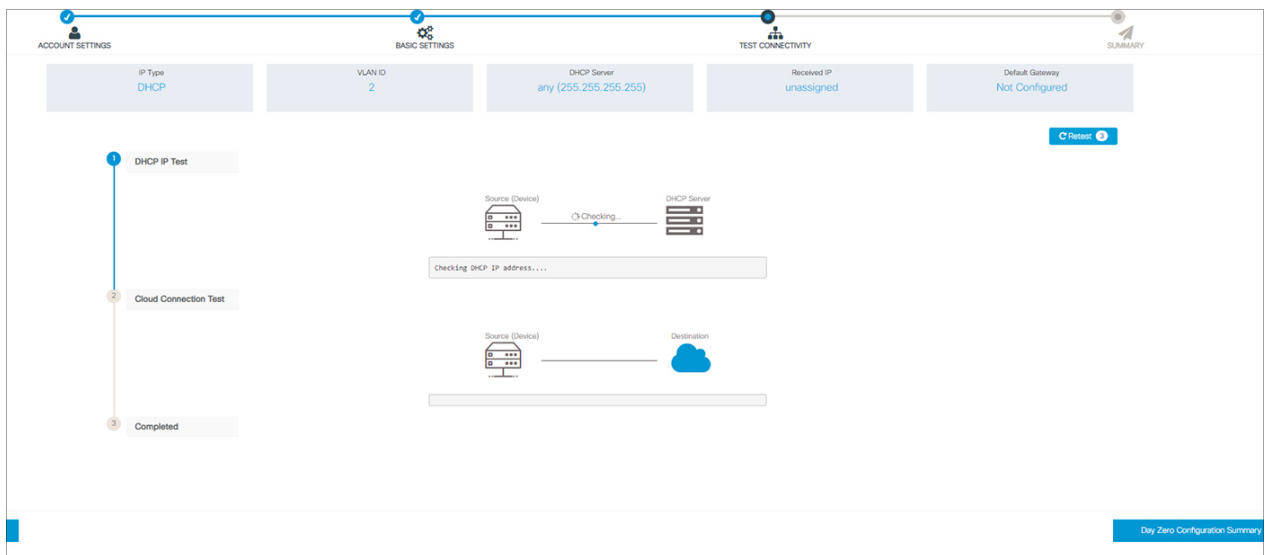 ACCOUNT SETTINGS
BASIC SETTINGS
TEST CONNECTIVITY
SUMMARY
IP Type
DHCP
VLAN ID
2
DHCP Server
any (255.255.255.255)
Received IP
unassigned
Default Gateway
Not Configured
Retest 3
1 DHCP IP Test
Source (Device)
DHCP Server
Checking...
Checking DHCP IP address....
2 Cloud Connection Test
Source (Device)
Destination
3 Completed
Day Zero Configuration Summary